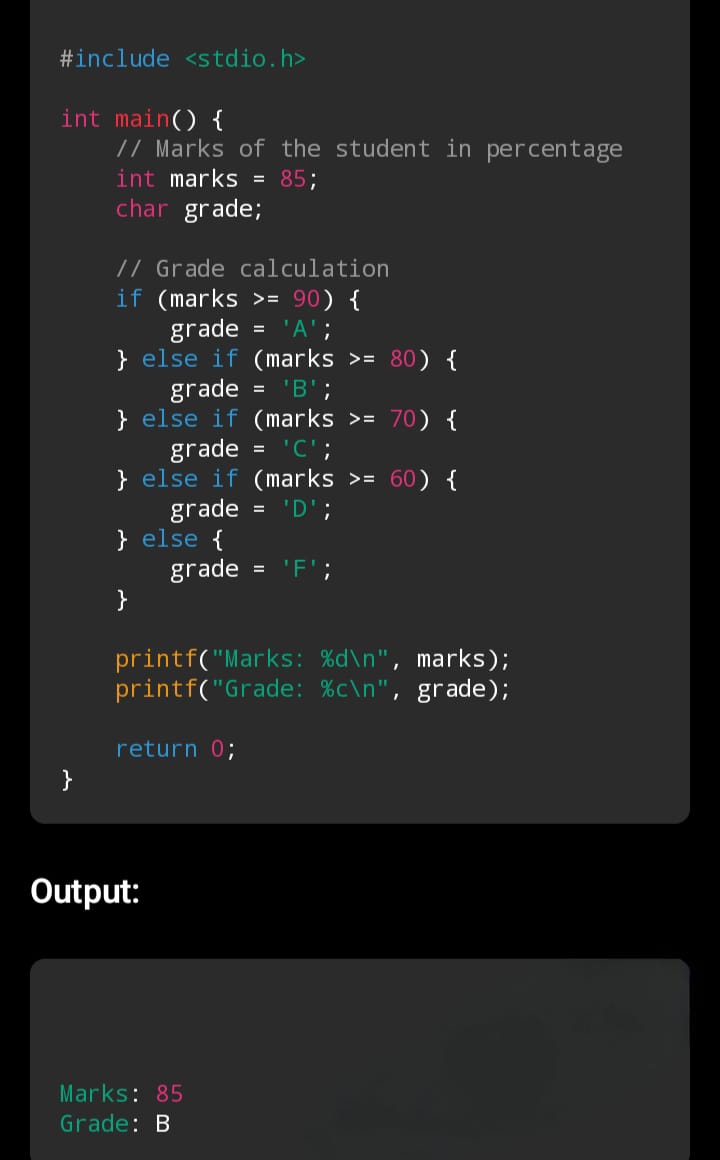 #include <stdio.h>

int main() {
    // Marks of the student in percentage
    int marks = 85;
    char grade;

    // Grade calculation
    if (marks >= 90) {
        grade = 'A';
    } else if (marks >= 80) {
        grade = 'B';
    } else if (marks >= 70) {
        grade = 'C';
    } else if (marks >= 60) {
        grade = 'D';
    } else {
        grade = 'F';
    }

    printf("Marks: %d\n", marks);
    printf("Grade: %c\n", grade);

    return 0;
}
Output:
Marks: 85
Grade: B